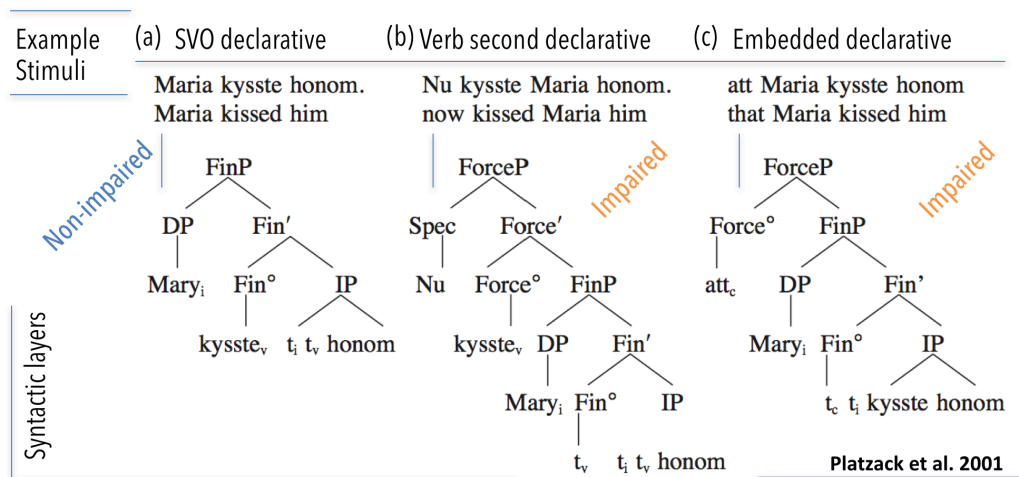 Example
Stimuli
(a) SVO declarative
(b) Verb second declarative
(c) Embedded declarative
Maria kysste honom.
Maria kissed him
Nu kysste Maria honom.
now kissed Maria him
att Maria kysste honom
that Maria kissed him
Non-impaired
FinP
DP Fin′
Maryᵢ Fin° IP
kyssteᵥ tᵢ tᵥ honom
Impaired
ForceP
Spec Force′
Nu Force° FinP
kyssteᵥ DP Fin′
Maryᵢ Fin° IP
tᵥ tᵢ tᵥ honom
Impaired
ForceP
Force° FinP
att꜀ DP Fin’
Maryᵢ Fin° IP
t꜀ tᵢ kysste honom
Syntactic layers
Platzack et al. 2001